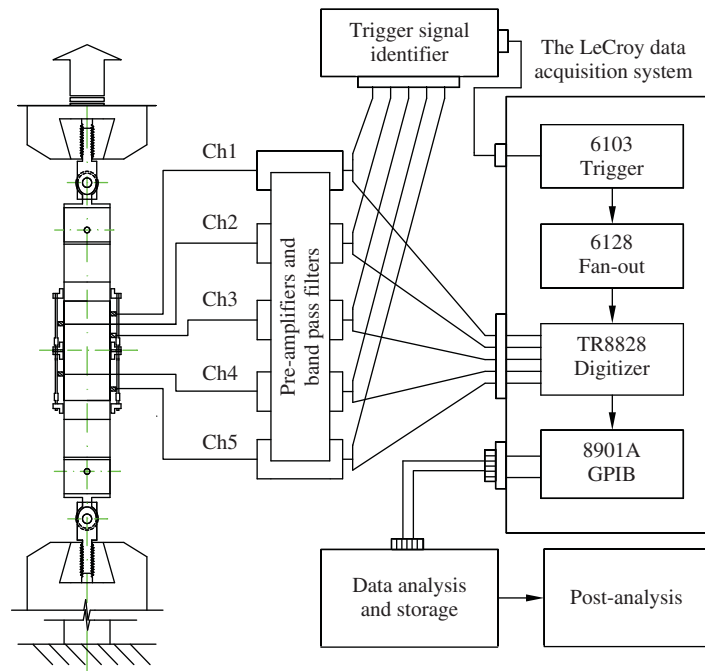 Trigger signal
identifier
The LeCroy data
acquisition system
Ch1
Ch2
Ch3
Ch4
Ch5
Pre-amplifiers and
band pass filters
6103
Trigger
6128
Fan-out
TR8828
Digitizer
8901A
GPIB
Data analysis
and storage
Post-analysis